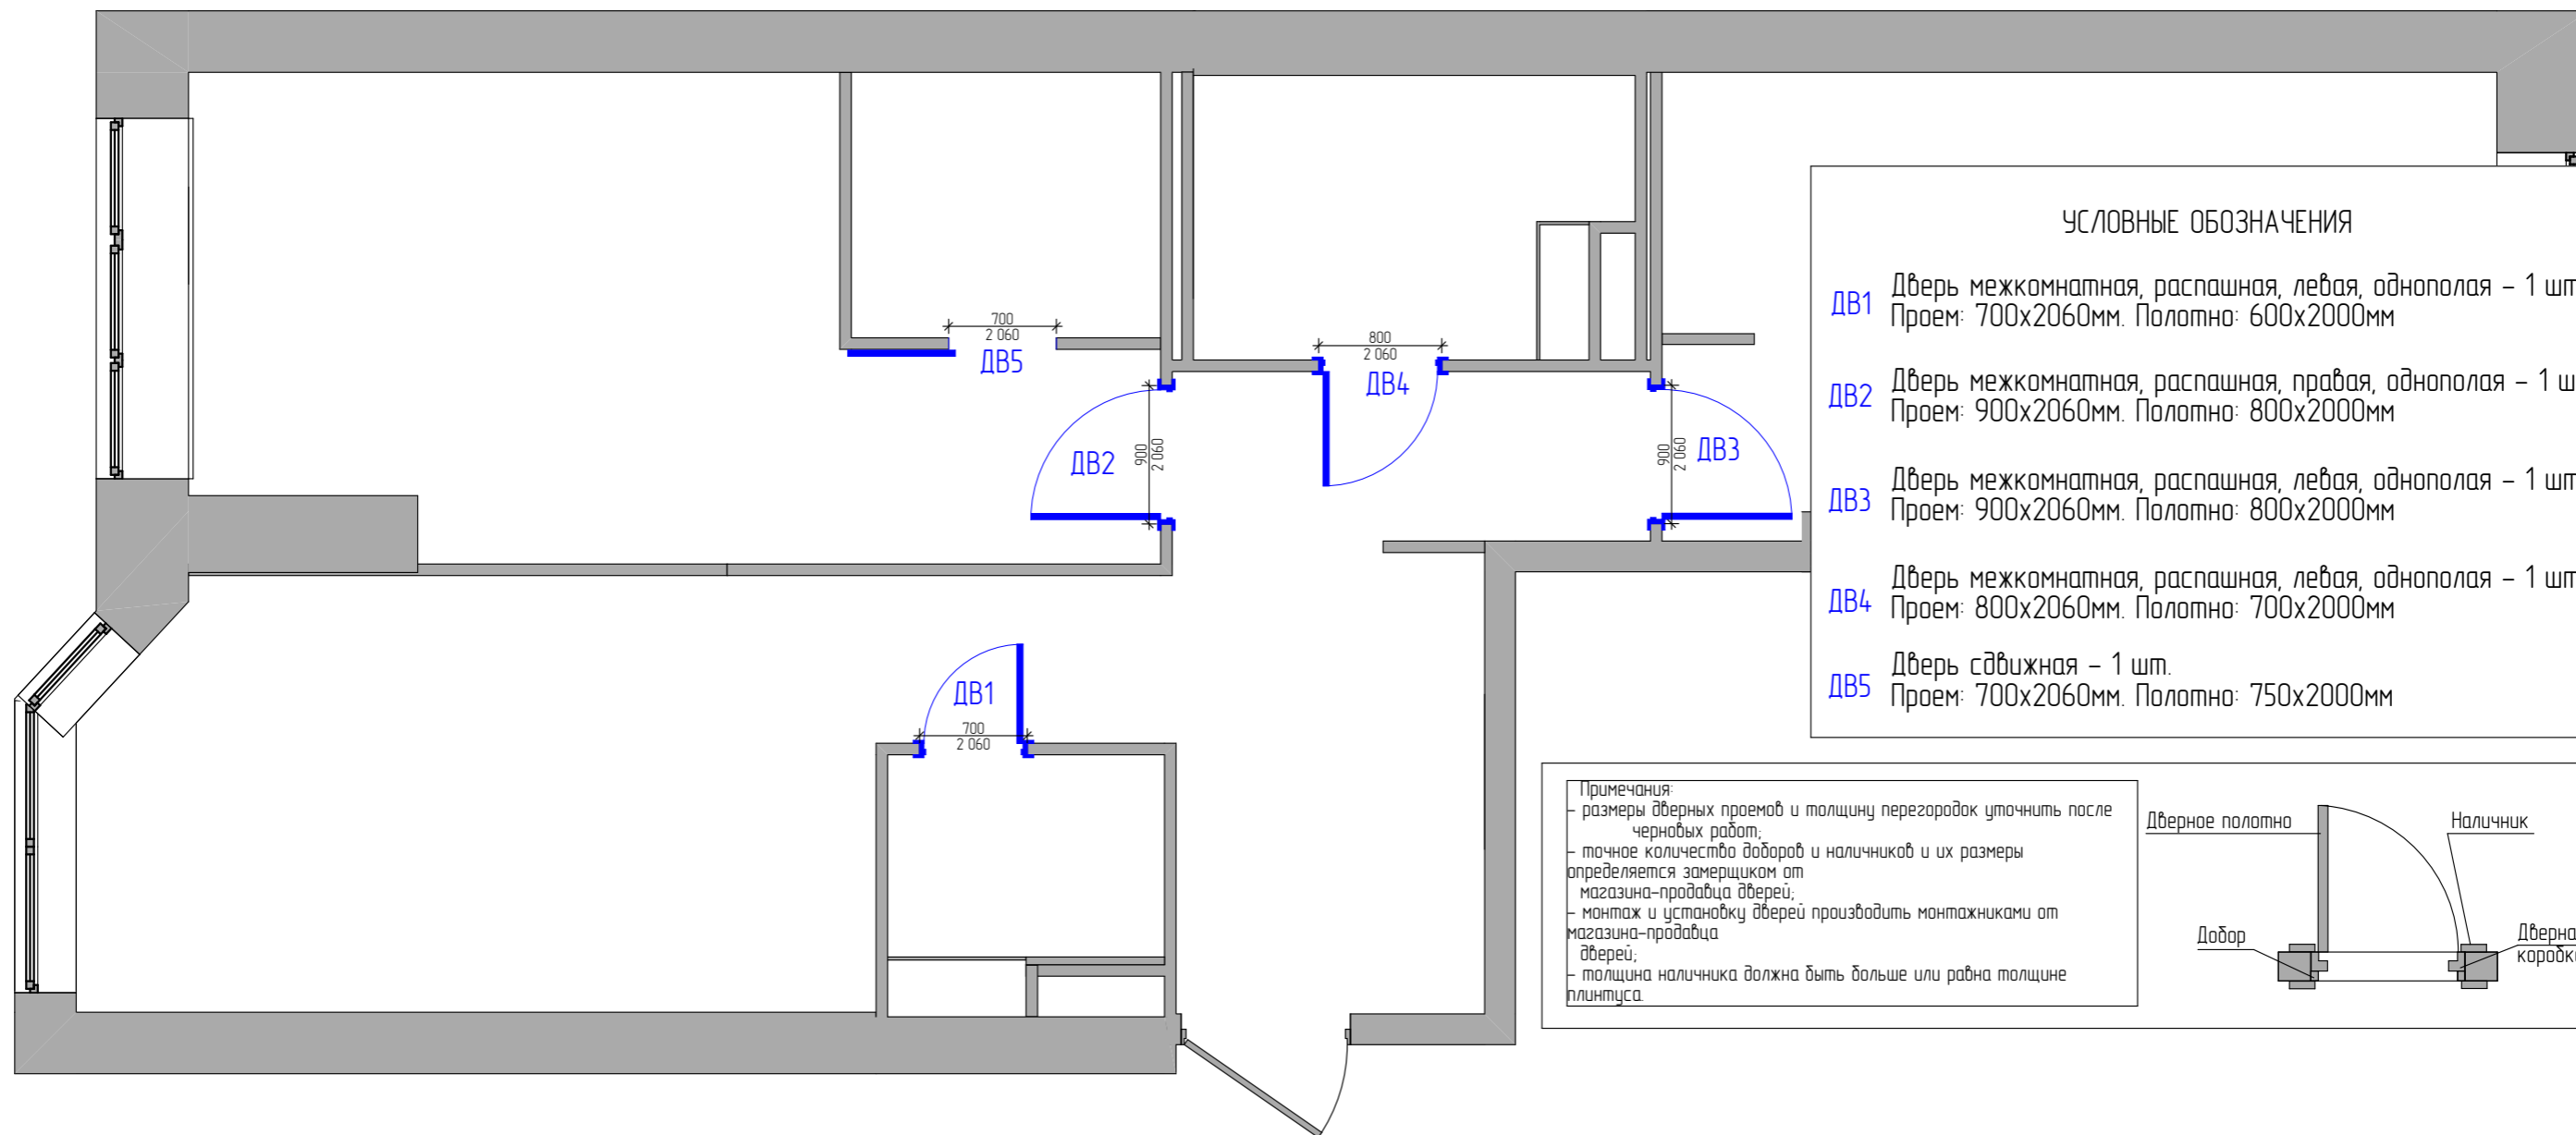 700
2 060
ДВ5
800
2 060
ДВ4
ДВ2
900
2 060
900
2 060
ДВ3
ДВ1
700
2 060
УСЛОВНЫЕ ОБОЗНАЧЕНИЯ
ДВ1
Дверь межкомнатная, распашная, левая, однополая – 1 шт
Проем: 700х2060мм. Полотно: 600х2000мм
ДВ2
Дверь межкомнатная, распашная, правая, однополая – 1 ш
Проем: 900х2060мм. Полотно: 800х2000мм
ДВ3
Дверь межкомнатная, распашная, левая, однополая – 1 шт
Проем: 900х2060мм. Полотно: 800х2000мм
ДВ4
Дверь межкомнатная, распашная, левая, однополая – 1 шт
Проем: 800х2060мм. Полотно: 700х2000мм
ДВ5
Дверь сдвижная – 1 шт.
Проем: 700х2060мм. Полотно: 750х2000мм
Примечания:
– размеры дверных проемов и толщину перегородок уточнить после
черновых работ;
– точное количество доборов и наличников и их размеры
определяется замерщиком от
магазина-продавца дверей;
– монтаж и установку дверей производить монтажниками от
магазина-продавца
дверей;
– толщина наличника должна быть больше или равна толщине
плинтуса.
Дверное полотно
Наличник
Добор
Дверна
коробк